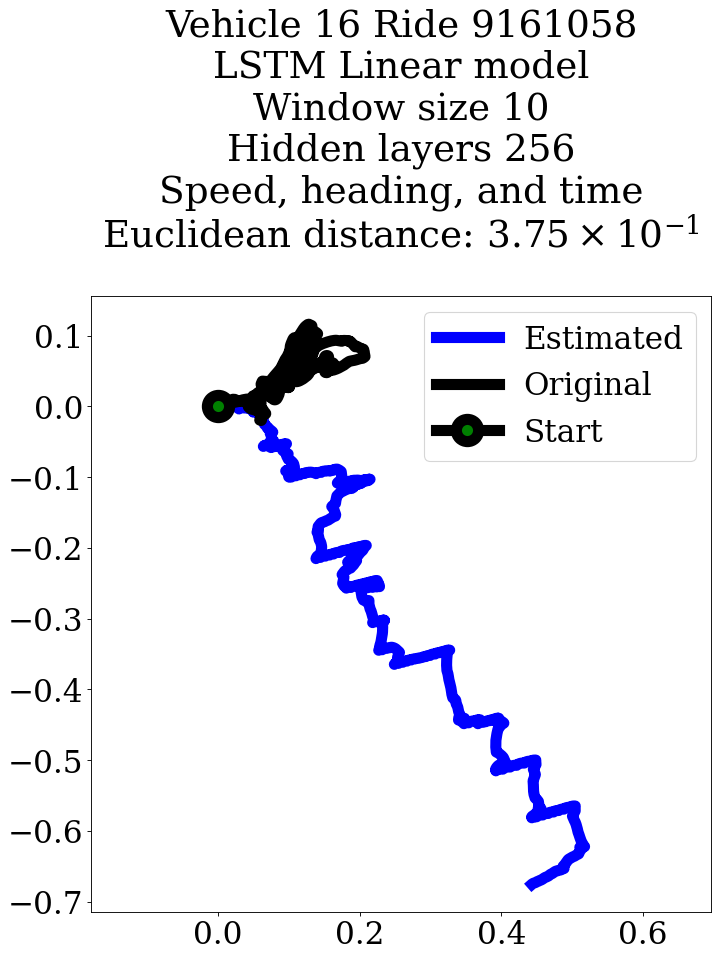 Vehicle 16 Ride 9161058
LSTM Linear model
Window size 10
Hidden layers 256
Speed, heading, and time
Euclidean distance: 3.75 × 10⁻¹
Estimated
Original
Start
0.1
0.0
−0.1
−0.2
−0.3
−0.4
−0.5
−0.6
−0.7
0.0 0.2 0.4 0.6